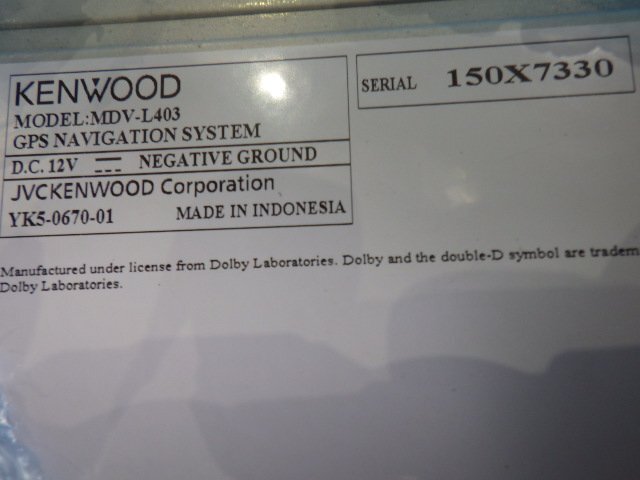 KENWOOD
MODEL:MDV-L403
GPS NAVIGATION SYSTEM
D.C. 12V NEGATIVE GROUND
JVCKENWOOD Corporation
YK5-0670-01 MADE IN INDONESIA
SERIAL 150X7330
Manufactured under license from Dolby Laboratories. Dolby and the double-D symbol are tradem
Dolby Laboratories.